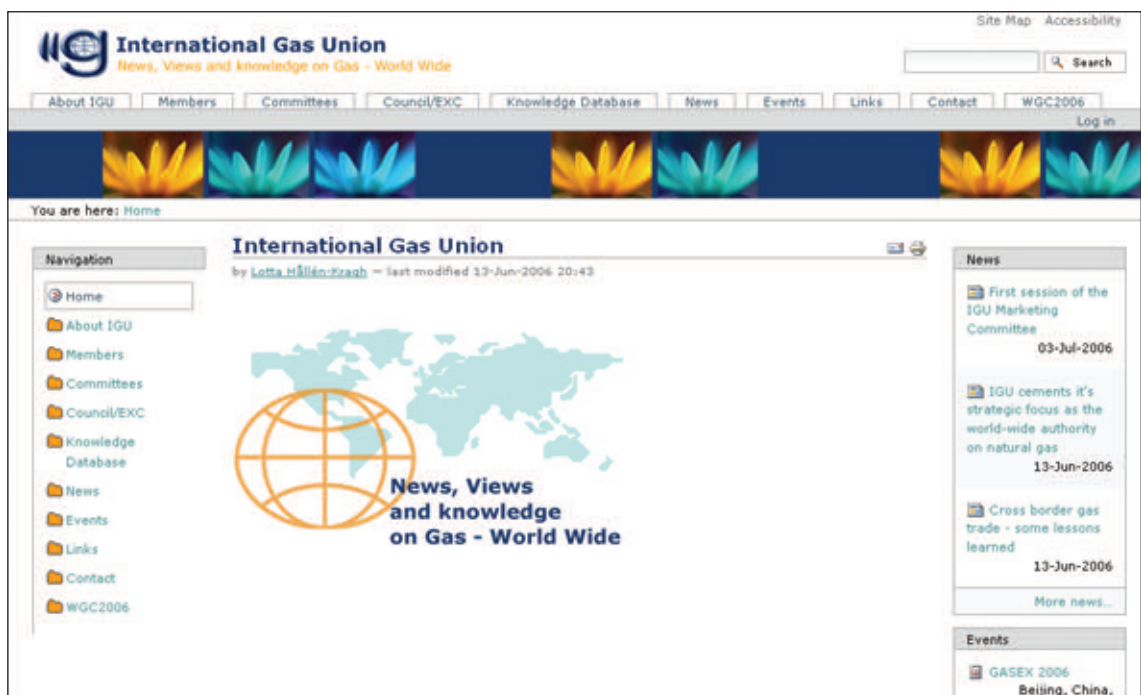 Site Map Accessibility
International Gas Union
News, Views and knowledge on Gas - World Wide
Search
About IGU Members Committees Council/EXC Knowledge Database News Events Links Contact WGC2006
Log in
You are here: Home
Navigation
Home
About IGU
Members
Committees
Council/EXC
Knowledge
Database
News
Events
Links
Contact
WGC2006
International Gas Union
by Lotta Hållén-Kragh — last modified 13-Jun-2006 20:43
News, Views
and knowledge
on Gas - World Wide
News
First session of the
IGU Marketing
Committee
03-Jul-2006
IGU cements it's
strategic focus as the
world-wide authority
on natural gas
13-Jun-2006
Cross border gas
trade - some lessons
learned
13-Jun-2006
More news...
Events
GASEX 2006
Beijing, China,